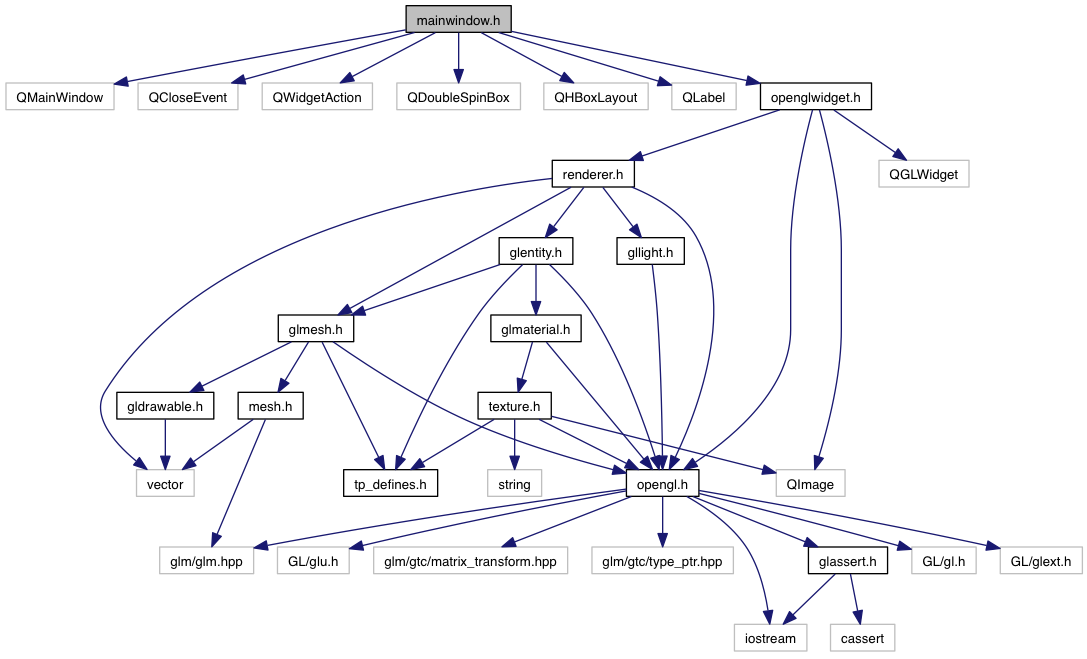 mainwindow.h
QMainWindow
QCloseEvent
QWidgetAction
QDoubleSpinBox
QHBoxLayout
QLabel
openglwidget.h
renderer.h
QGLWidget
glentity.h
gllight.h
glmesh.h
glmaterial.h
gldrawable.h
mesh.h
texture.h
vector
tp_defines.h
string
opengl.h
QImage
glm/glm.hpp
GL/glu.h
glm/gtc/matrix_transform.hpp
glm/gtc/type_ptr.hpp
glassert.h
GL/gl.h
GL/glext.h
iostream
cassert